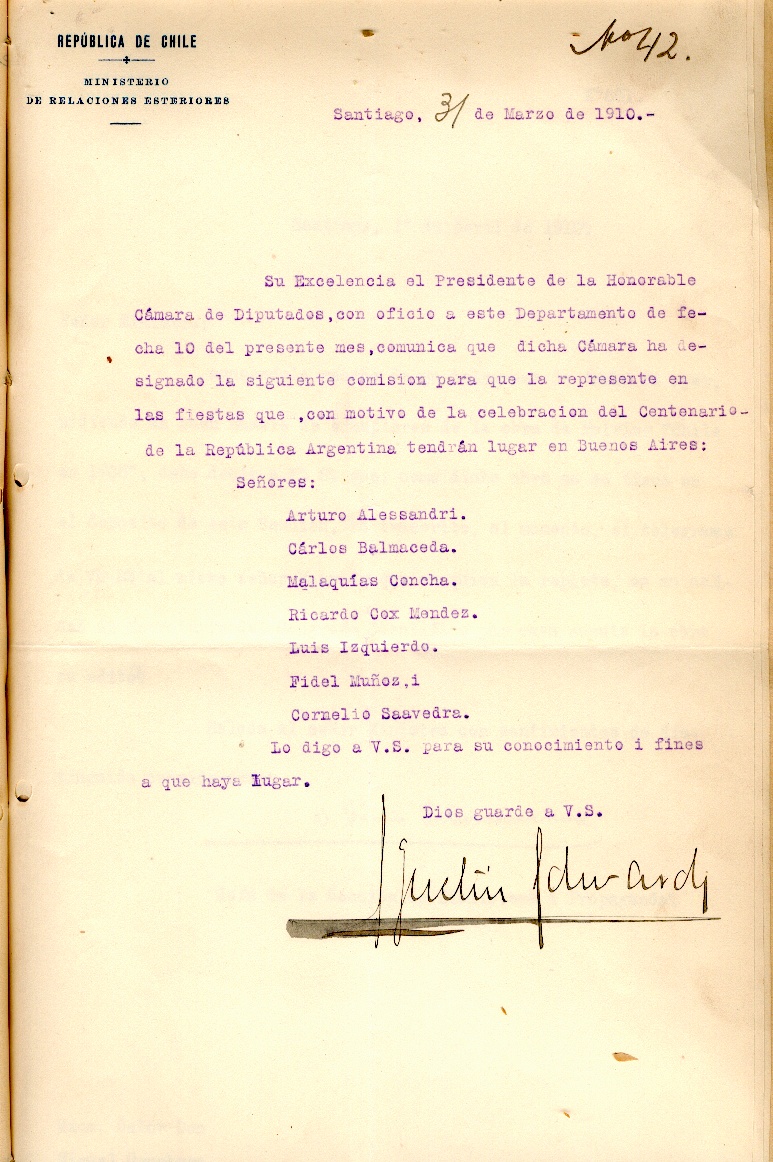 REPÚBLICA DE CHILE
MINISTERIO
DE RELACIONES ESTERIORES
No 42.
Santiago, 31 de Marzo de 1910.-
Su Excelencia el Presidente de la Honorable
Cámara de Diputados,con oficio a este Departamento de fe-
cha 10 del presente mes,comunica que dicha Cámara ha de-
signado la siguiente comision para que la represente en
las fiestas que ,con motivo de la celebracion del Centenario-
de la República Argentina tendrán lugar en Buenos Aires:
Señores:
Arturo Alessandri.
Cárlos Balmaceda.
Malaquías Concha.
Ricardo Cox Mendez.
Luis Izquierdo.
Fidel Muñoz,i
Cornelio Saavedra.
Lo digo a V.S. para su conocimiento i fines
a que haya lugar.
Dios guarde a V.S.
Agustín Edwards